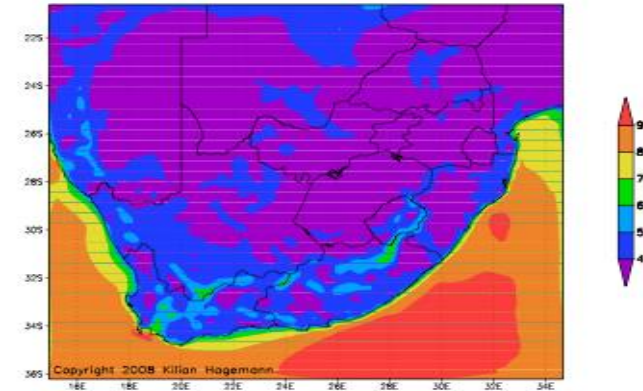 22S
24S
26S
28S
30S
32S
34S
36S
16E 18E 20E 22E 24E 26E 28E 30E 32E 34E
Copyright 2008 Kilian Hagemann
9
8
7
6
5
4